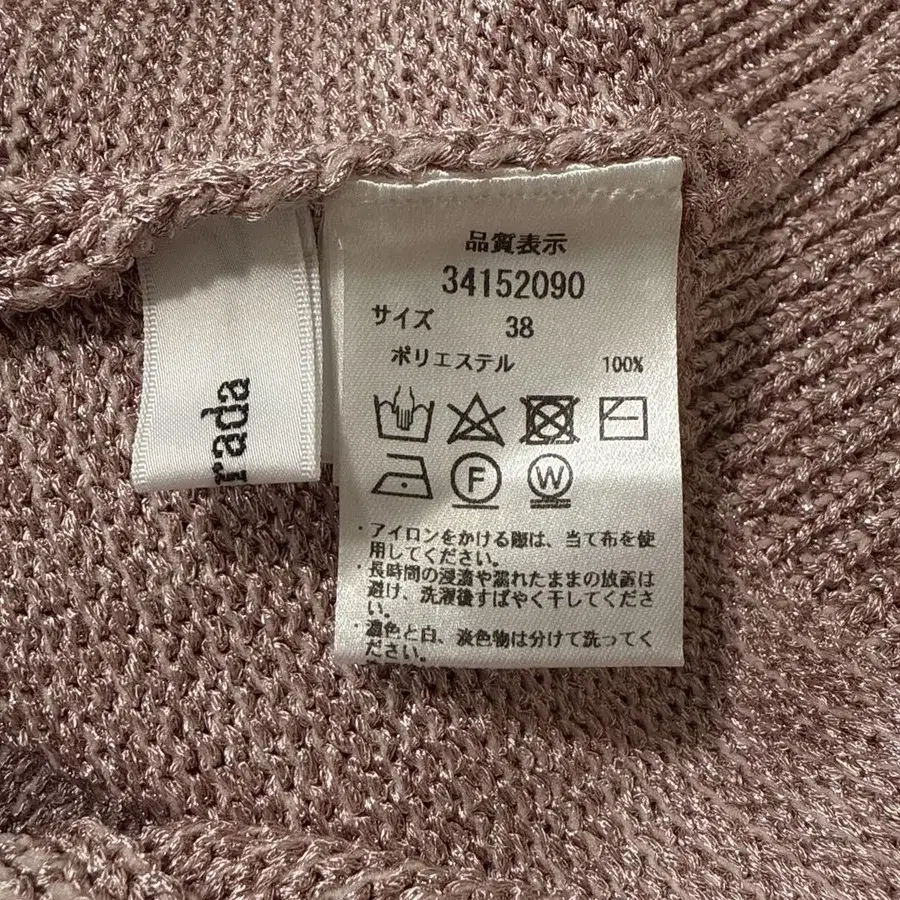 品質表示
34152090
サイズ 38
ポリエステル 100%
F W
・アイロンをかける際は、当て布を使
用してください。
・長時間の浸漬や濡れたままの放置は
避け、洗濯後すばやく干してくださ
い。
・濃色と白、淡色物は分けて洗ってく
ださい。
rada